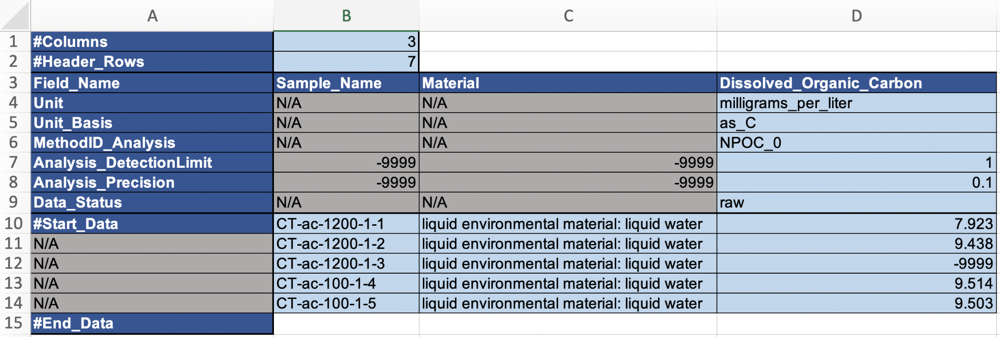 A B C D
1 #Columns 3
2 #Header_Rows 7
3 Field_Name Sample_Name Material Dissolved_Organic_Carbon
4 Unit N/A N/A milligrams_per_liter
5 Unit_Basis N/A N/A as_C
6 MethodID_Analysis N/A N/A NPOC_0
7 Analysis_DetectionLimit -9999 -9999 1
8 Analysis_Precision -9999 -9999 0.1
9 Data_Status N/A N/A raw
10 #Start_Data CT-ac-1200-1-1 liquid environmental material: liquid water 7.923
11 N/A CT-ac-1200-1-2 liquid environmental material: liquid water 9.438
12 N/A CT-ac-1200-1-3 liquid environmental material: liquid water -9999
13 N/A CT-ac-100-1-4 liquid environmental material: liquid water 9.514
14 N/A CT-ac-100-1-5 liquid environmental material: liquid water 9.503
15 #End_Data